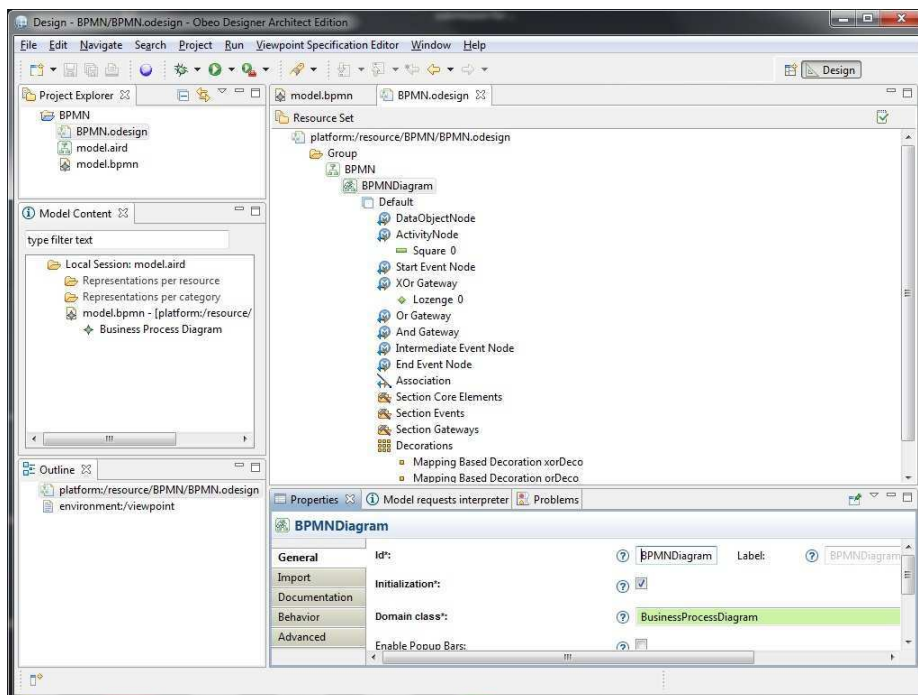 Design - BPMN/BPMN.odesign - Obeo Designer Architect Edition
File Edit Navigate Search Project Run Viewpoint Specification Editor Window Help
Design
Project Explorer
BPMN
BPMN.odesign
model.aird
model.bpmn
Model Content
type filter text
Local Session: model.aird
Representations per resource
Representations per category
model.bpmn - [platform:/resource/
Business Process Diagram
Outline
platform:/resource/BPMN/BPMN.odesign
environment:/viewpoint
model.bpmn BPMN.odesign
Resource Set
platform:/resource/BPMN/BPMN.odesign
Group
BPMN
BPMNDiagram
Default
DataObjectNode
ActivityNode
Square 0
Start Event Node
XOr Gateway
Lozenge 0
Or Gateway
And Gateway
Intermediate Event Node
End Event Node
Association
Section Core Elements
Section Events
Section Gateways
Decorations
Mapping Based Decoration xorDeco
Mapping Based Decoration orDeco
Properties Model requests interpreter Problems
BPMNDiagram
General
Import
Documentation
Behavior
Advanced
Id*: BPMNDiagram Label: BPMNDiagram
Initialization*:
Domain class*: BusinessProcessDiagram
Enable Popup Bars: